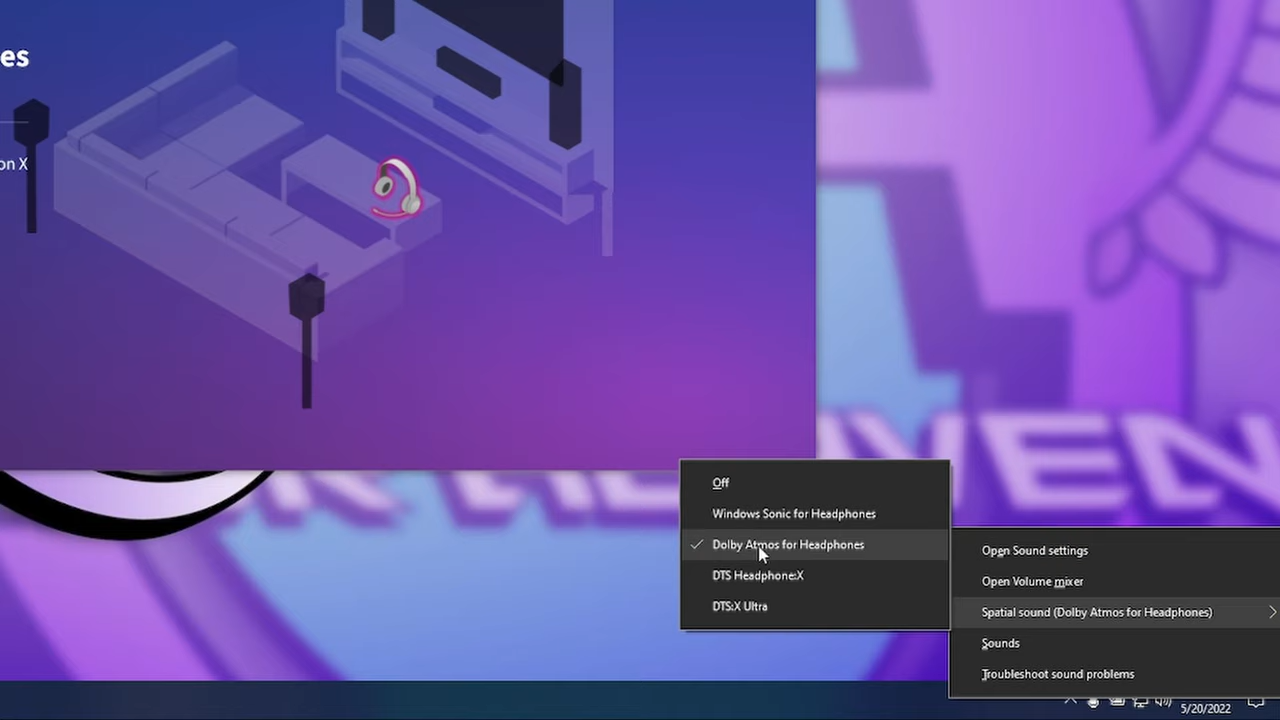 es
on X
Off
Windows Sonic for Headphones
Dolby Atmos for Headphones
DTS Headphone:X
DTS:X Ultra
Open Sound settings
Open Volume mixer
Spatial sound (Dolby Atmos for Headphones)
Sounds
Troubleshoot sound problems
5/20/2022